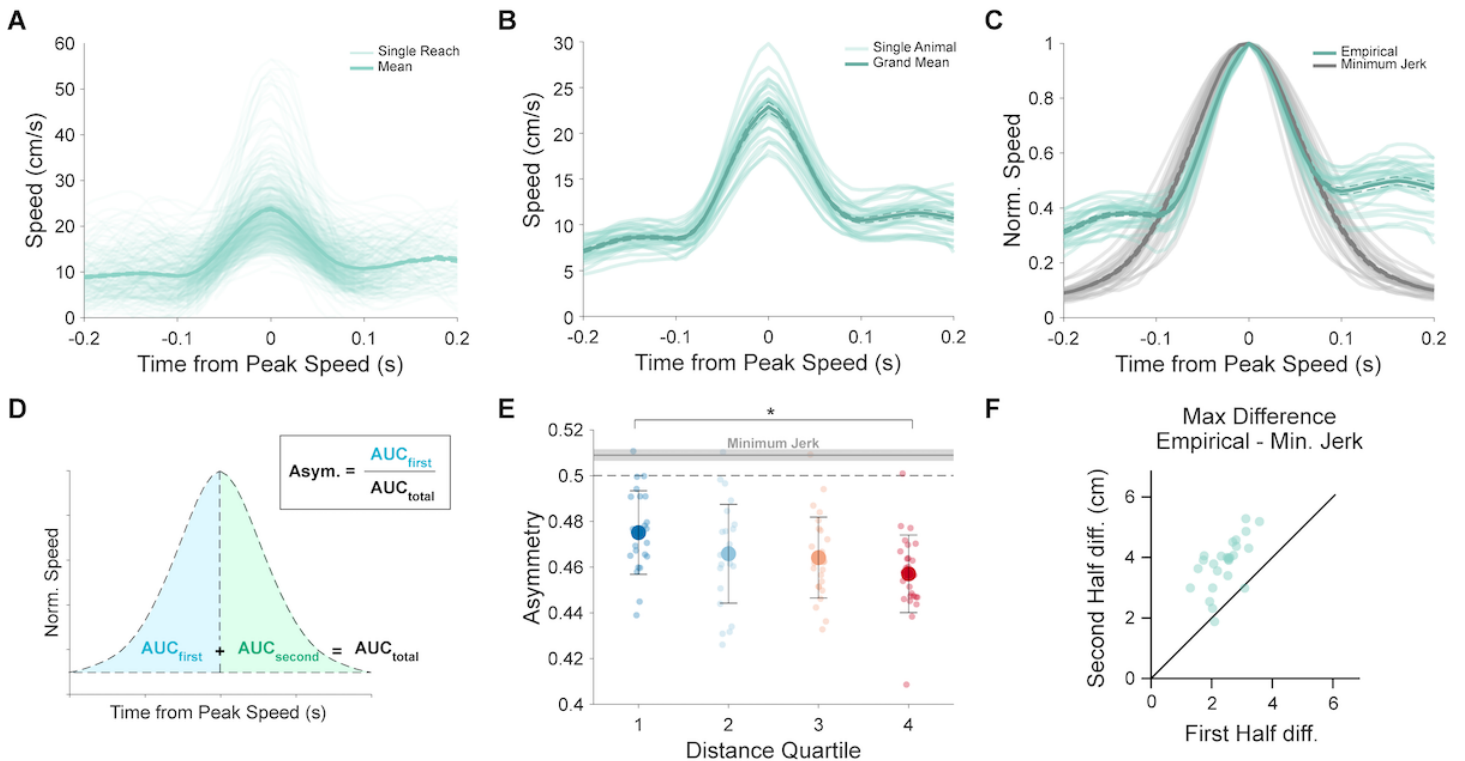 A
60
50
40
30
20
10
0
Speed (cm/s)
Single Reach
Mean
-0.2
-0.1
0
0.1
0.2
Time from Peak Speed (s)
B
30
25
20
15
10
5
0
Speed (cm/s)
Single Animal
Grand Mean
-0.2
-0.1
0
0.1
0.2
Time from Peak Speed (s)
C
1
0.8
0.6
0.4
0.2
0
Norm. Speed
Empirical
Minimum Jerk
-0.2
-0.1
0
0.1
0.2
Time from Peak Speed (s)
D
Asym. = AUCfirst
AUCtotal
Norm. Speed
AUCfirst + AUCsecond = AUCtotal
Time from Peak Speed (s)
E
*
0.52
0.5
0.48
0.46
0.44
0.42
0.4
Asymmetry
Minimum Jerk
1
2
3
4
Distance Quartile
F
Max Difference
Empirical - Min. Jerk
6
4
2
0
Second Half diff. (cm)
0
2
4
6
First Half diff.